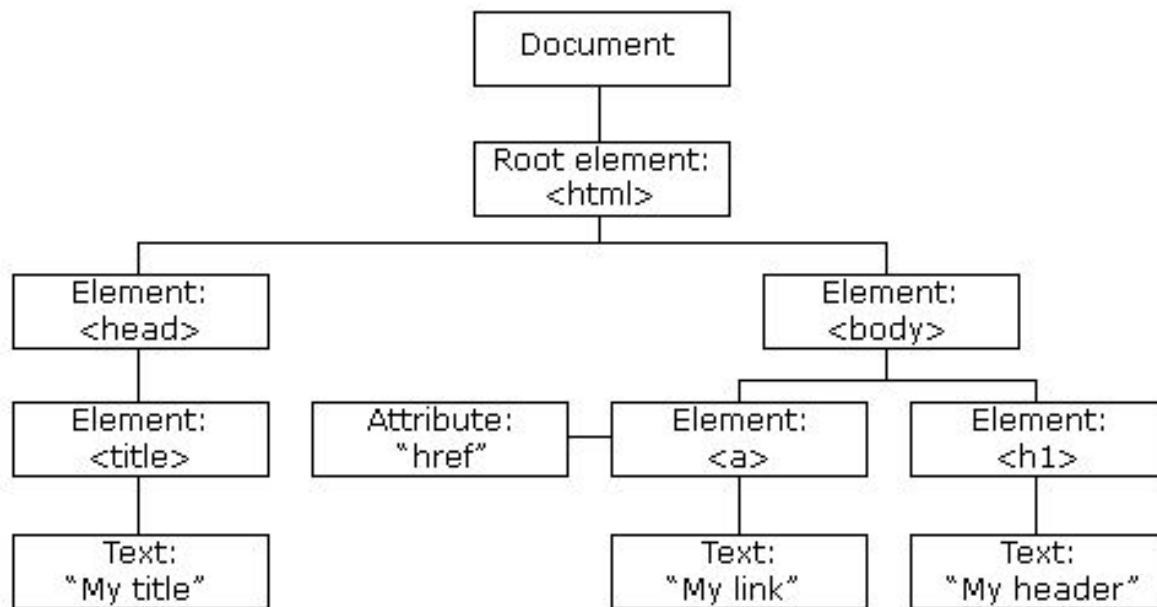 Document
Root element:
<html>
Element:
<head>
Element:
<body>
Element:
<title>
Attribute:
“href”
Element:
<a>
Element:
<h1>
Text:
“My title”
Text:
“My link”
Text:
“My header”